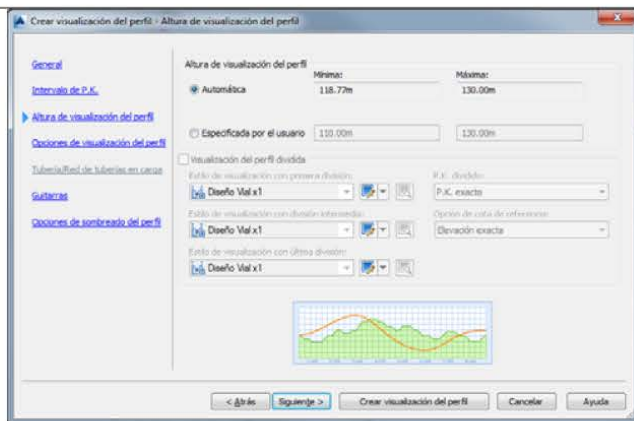 Crear visualización del perfil - Altura de visualización del perfil
General
Intervalo de P.K.
Altura de visualización del perfil
Opciones de visualización del perfil
Tubería/Red de tuberías en carga
Guitarras
Opciones de sombreado del perfil
Altura de visualización del perfil
Mínima: Máxima:
Automática 118.77m 130.00m
Especificada por el usuario 110.00m 130.00m
Visualización del perfil dividida
Estilo de visualización con primera división: P.K. dividido:
Diseño Vial x1 P.K. exacto
Estilo de visualización con división intermedia: Opción de cota de referencia:
Diseño Vial x1 Elevación exacta
Estilo de visualización con última división:
Diseño Vial x1
< Atrás Siguiente > Crear visualización del perfil Cancelar Ayuda